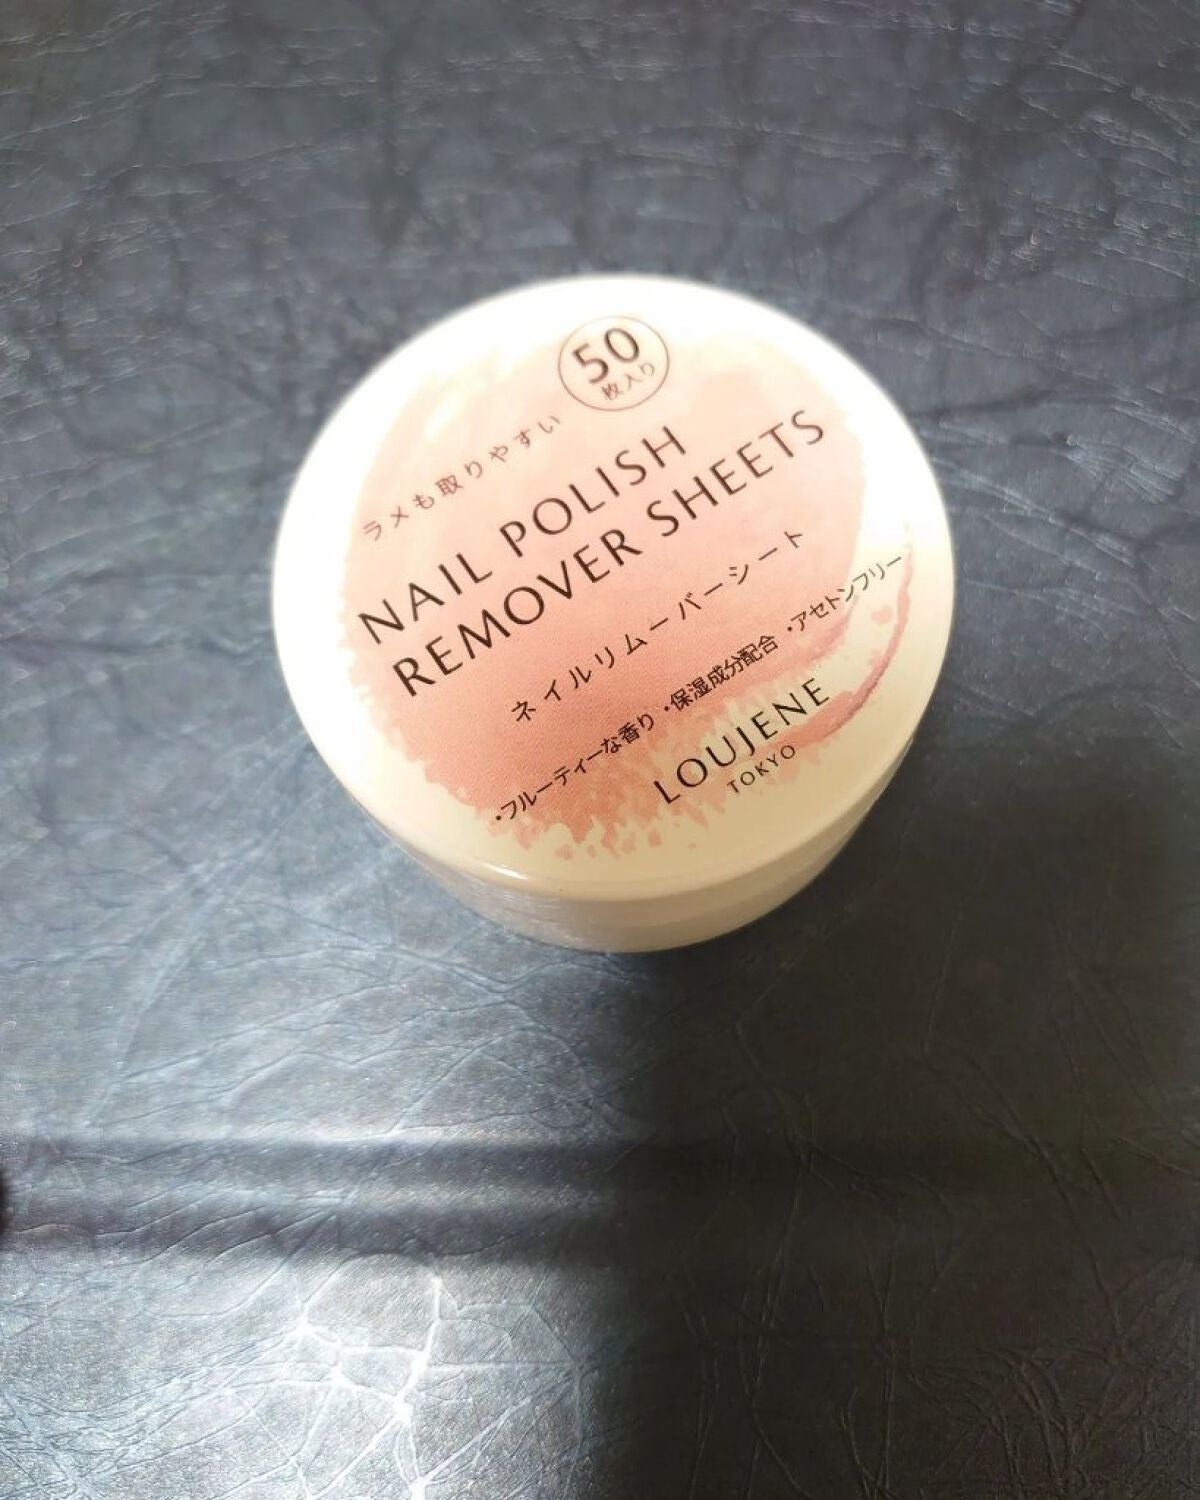 50
枚入り
ラメも取りやすい
NAIL POLISH
REMOVER SHEETS
ネイルリムーバーシート
・フルーティーな香り ・保湿成分配合 ・アセトンフリー
LOUJENE
TOKYO